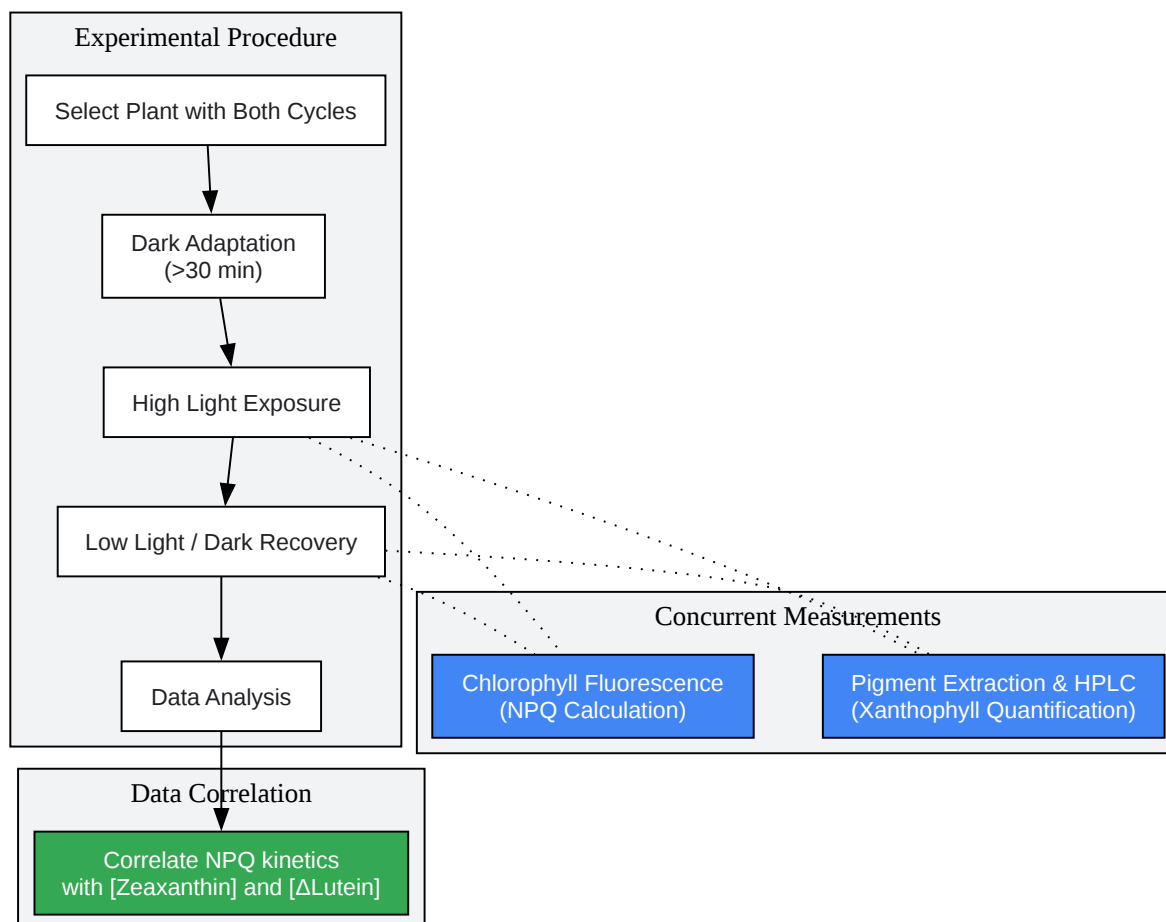 Experimental Procedure
Select Plant with Both Cycles
Dark Adaptation
(>30 min)
High Light Exposure
Low Light / Dark Recovery
Data Analysis
Concurrent Measurements
Chlorophyll Fluorescence
(NPQ Calculation)
Pigment Extraction & HPLC
(Xanthophyll Quantification)
Data Correlation
Correlate NPQ kinetics
with [Zeaxanthin] and [ΔLutein]